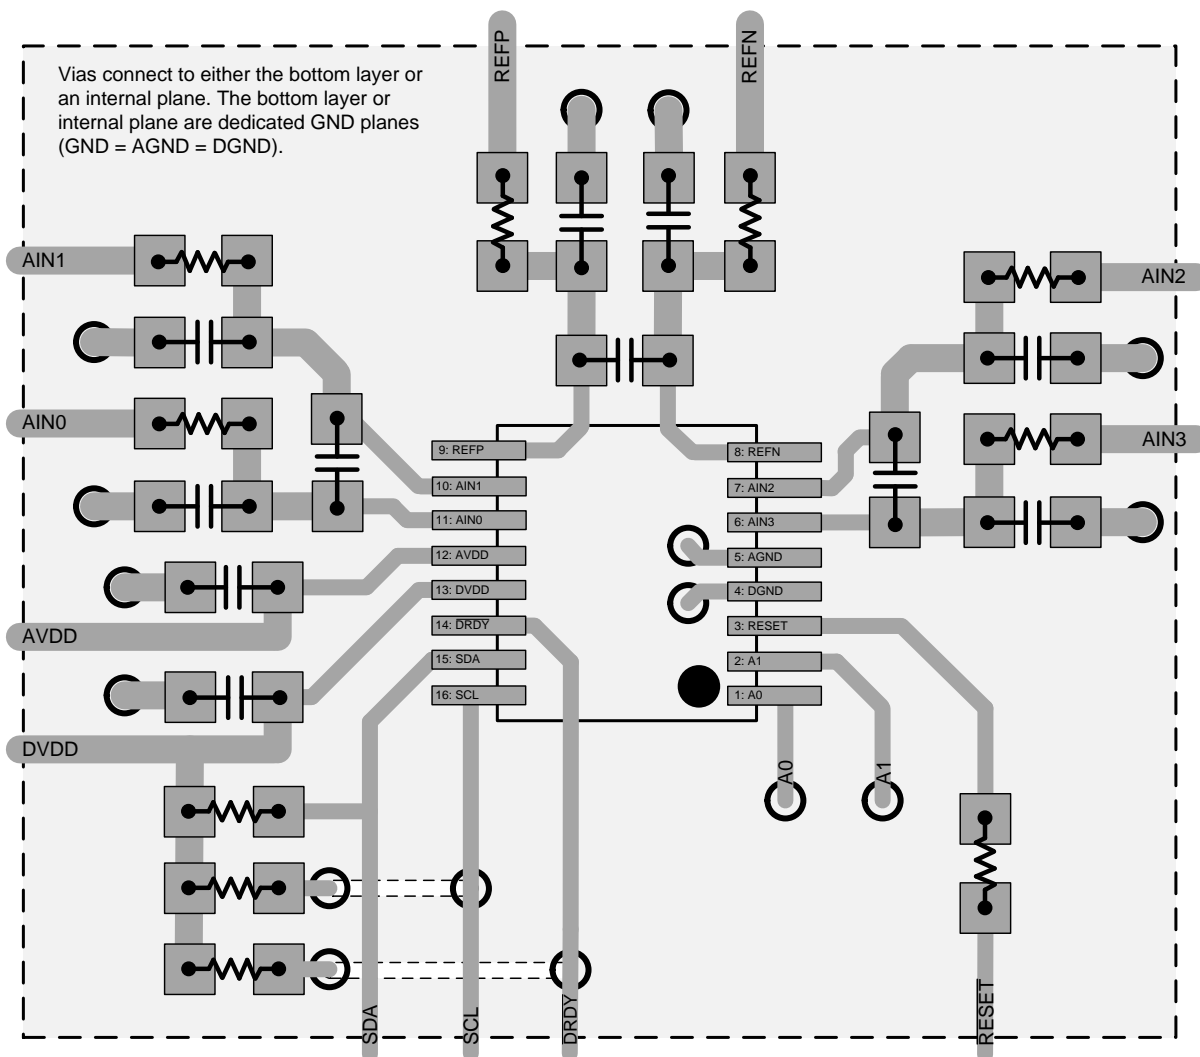 REFP
REFN
Vias connect to either the bottom layer or
an internal plane. The bottom layer or
internal plane are dedicated GND planes
(GND = AGND = DGND).
AIN1
AIN2
AIN0
AIN3
9: REFP
8: REFN
10: AIN1
7: AIN2
11: AIN0
6: AIN3
12: AVDD
5: AGND
13: DVDD
4: DGND
14: DRDY
3: RESET
15: SDA
2: A1
16: SCL
1: A0
AVDD
DVDD
A0
A1
SDA
SCL
DRDY
RESET